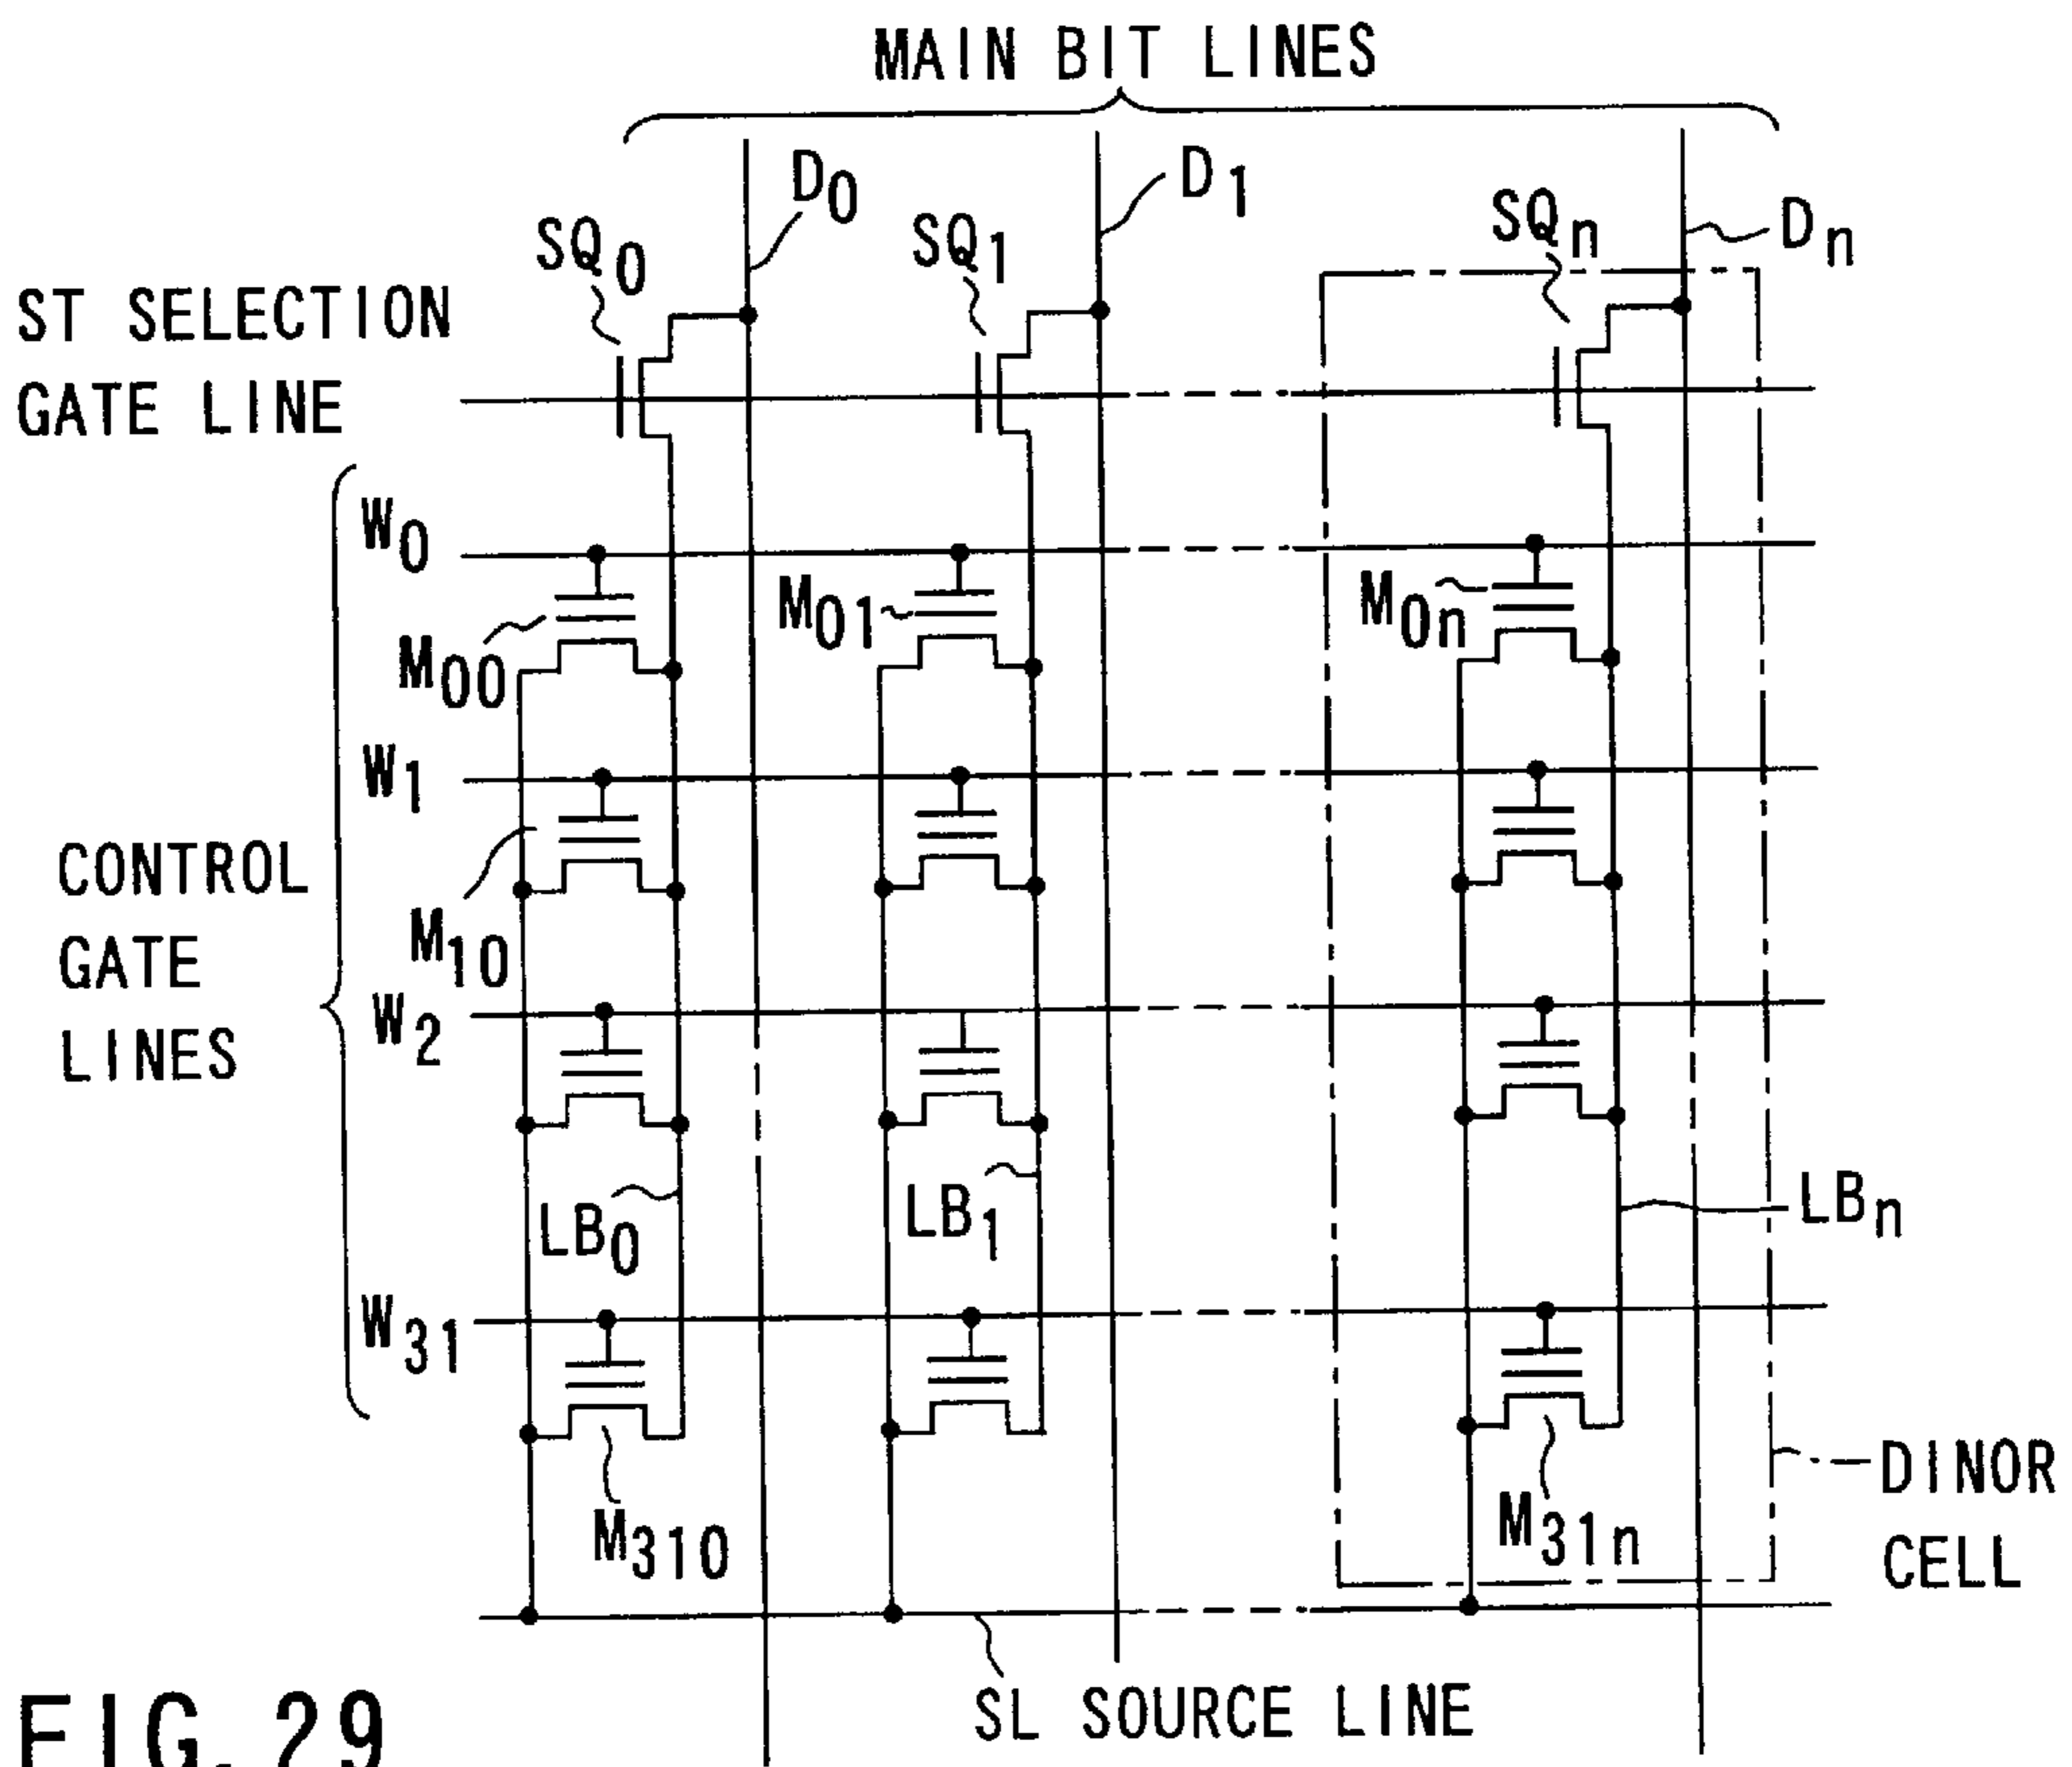 MAIN BIT LINES
D0
D1
Dn
SQ0
SQ1
SQn
ST SELECTION
GATE LINE
W0
M00
M01
M0n
W1
M10
CONTROL
GATE
LINES
W2
LB0
LB1
LBn
W31
M310
M31n
DINOR
CELL
SL SOURCE LINE
FIG. 29